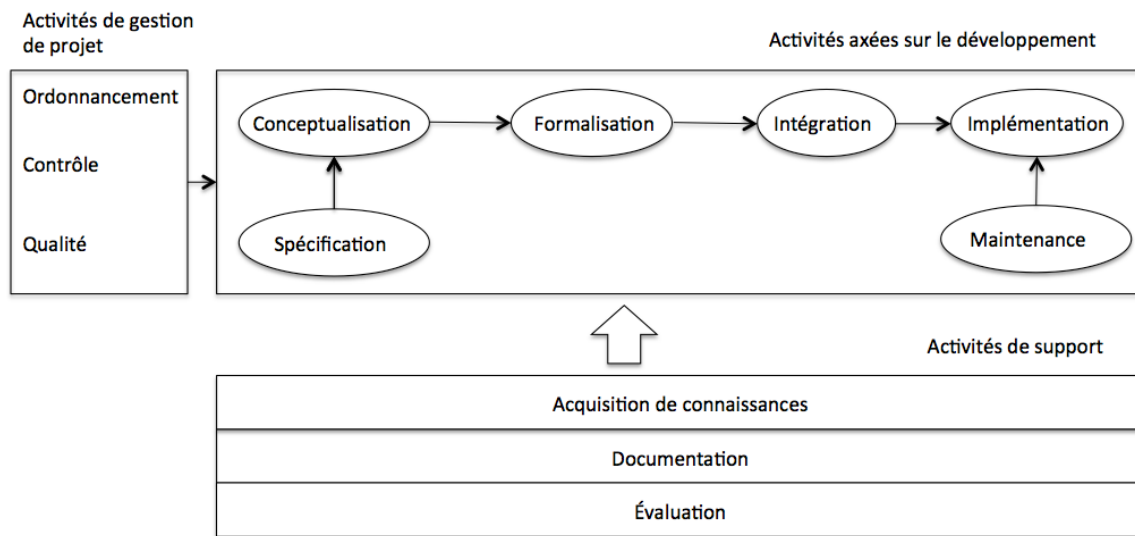 Activités de gestion
de projet
Activités axées sur le développement
Ordonnancement
Contrôle
Qualité
Conceptualisation
Formalisation
Intégration
Implémentation
Spécification
Maintenance
Activités de support
Acquisition de connaissances
Documentation
Évaluation